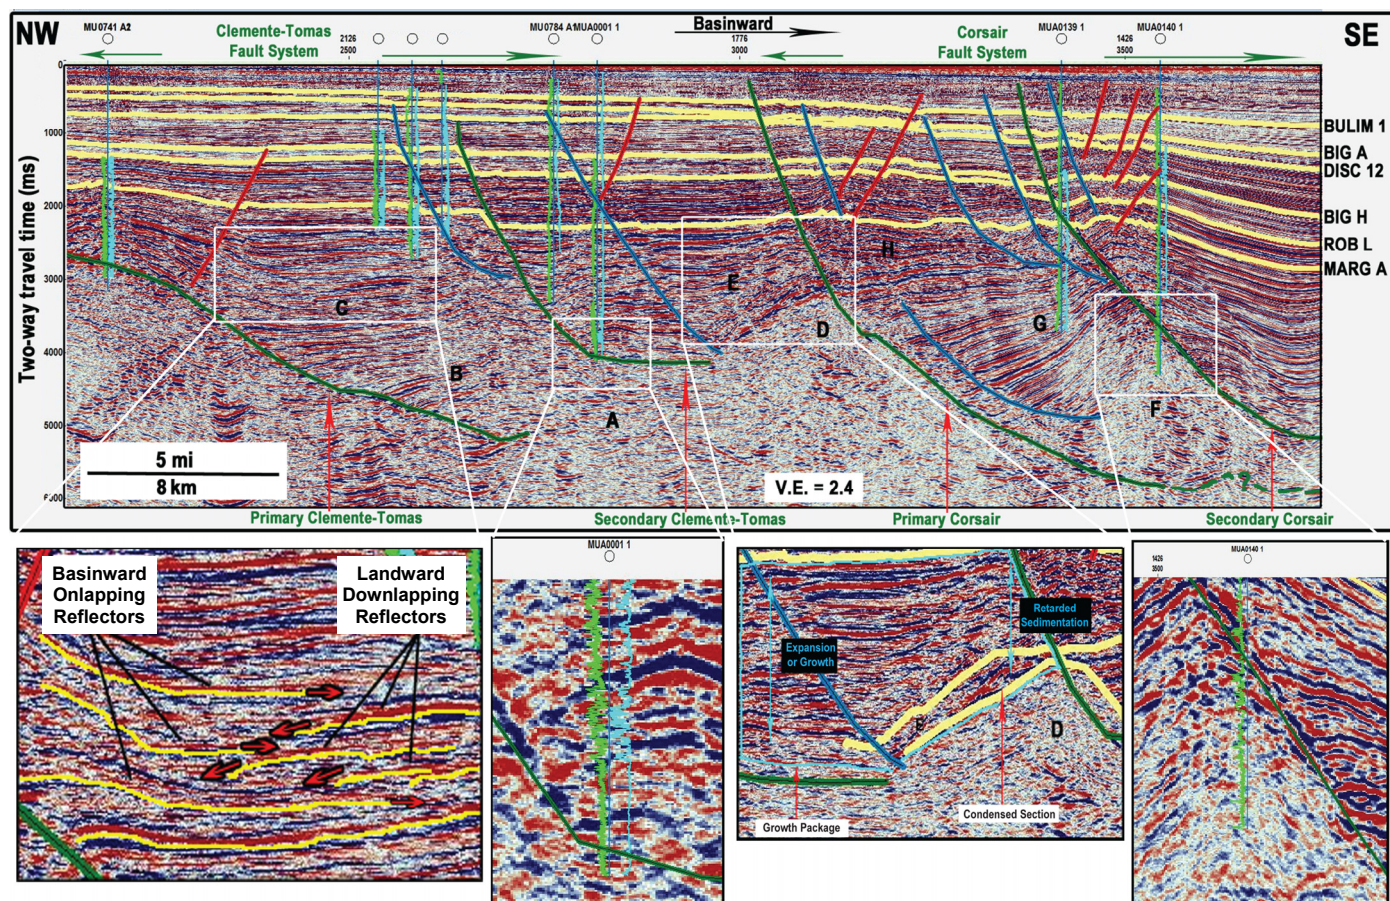 NW
MU0741 A2
Clemente-Tomas
Fault System
2126
2500
MU0784 A1
MUA0001 1
Basinward
1776
3000
Corsair
Fault System
MUA0139 1
1426
3500
MUA0140 1
SE
Two-way travel time (ms)
0
1000
2000
3000
4000
5000
BULIM 1
BIG A
DISC 12
BIG H
ROB L
MARG A
A
B
C
D
E
F
G
H
?
5 mi
8 km
V.E. = 2.4
Primary Clemente-Tomas
Secondary Clemente-Tomas
Primary Corsair
Secondary Corsair
Basinward
Onlapping
Reflectors
Landward
Downlapping
Reflectors
MUA0001 1
Expansion
or Growth
Retarded
Sedimentation
E
D
Growth Package
Condensed Section
1426
3500
MUA0140 1